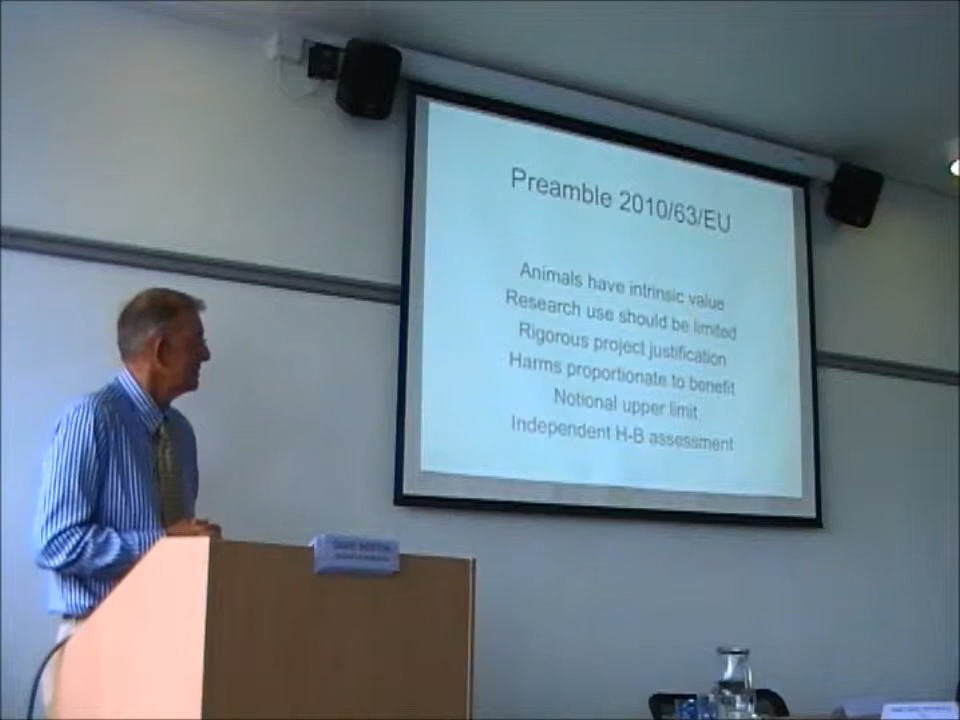 Preamble 2010/63/EU
Animals have intrinsic value
Research use should be limited
Rigorous project justification
Harms proportionate to benefit
Notional upper limit
Independent H-B assessment